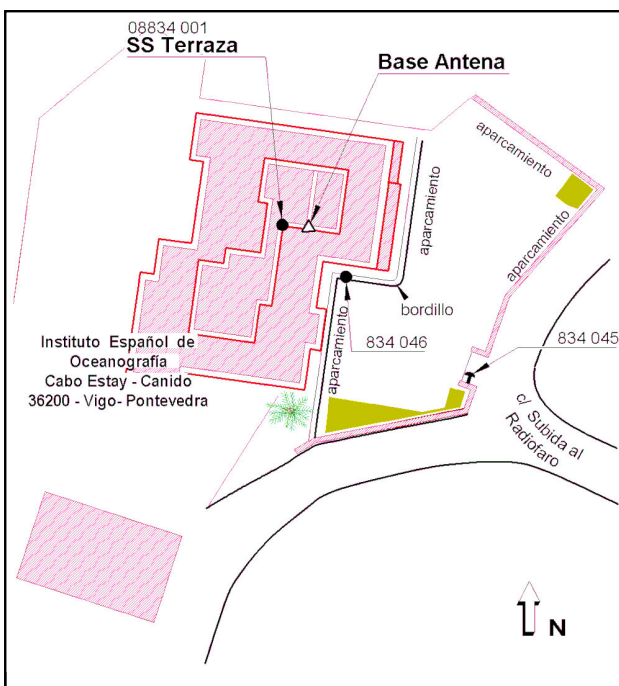 08834 001
SS Terraza
Base Antena
aparcamiento
aparcamiento
aparcamiento
bordillo
834 046
834 045
aparcamiento
Instituto Español de
Oceanografía
Cabo Estay - Canido
36200 - Vigo- Pontevedra
c/ Subida al
Radiofaro
N